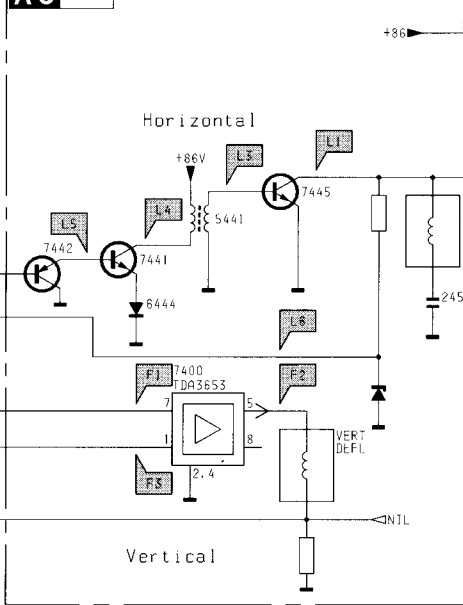 +86
Horizontal
L1
+86V
L3
7445
L4
5441
L5
7442
7441
6444
245
L6
F1
7400
TDA3653
F2
7
5
1
8
VERT
DEFL
F3
2.4
NIL
Vertical